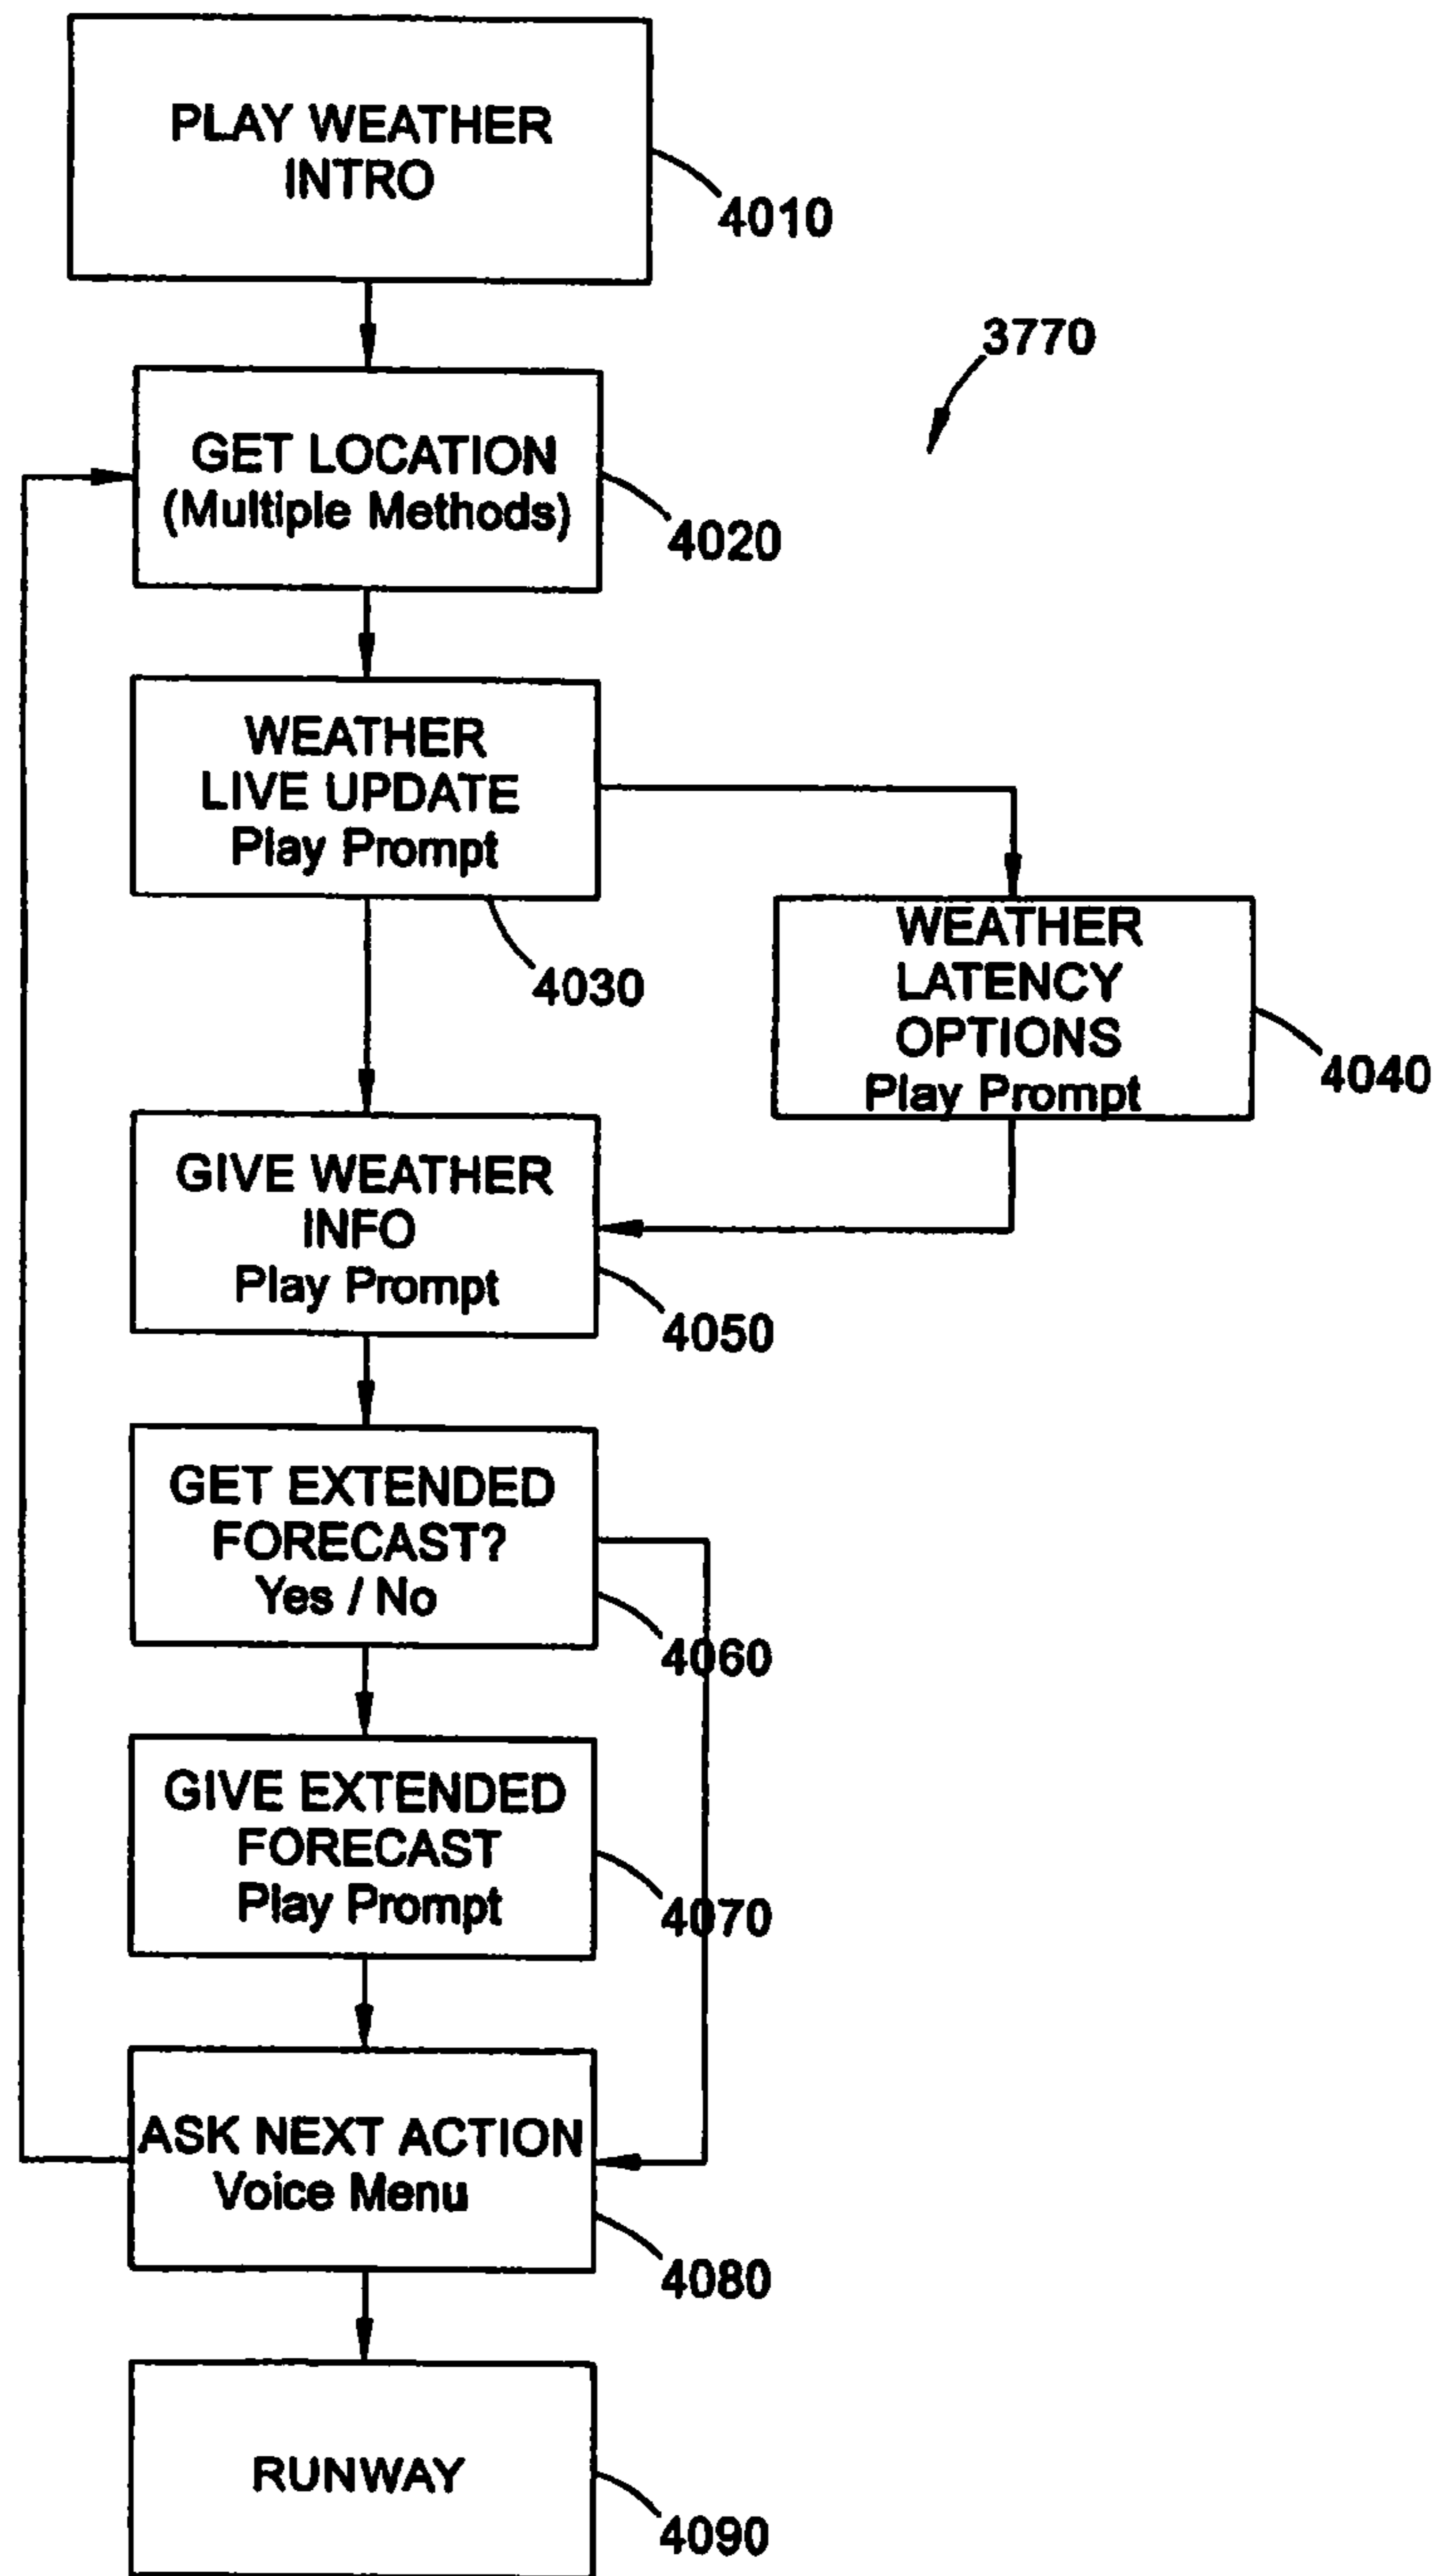 PLAY WEATHER
INTRO
4010
3770
GET LOCATION
(Multiple Methods)
4020
WEATHER
LIVE UPDATE
Play Prompt
4030
WEATHER
LATENCY
OPTIONS
Play Prompt
4040
GIVE WEATHER
INFO
Play Prompt
4050
GET EXTENDED
FORECAST?
Yes / No
4060
GIVE EXTENDED
FORECAST
Play Prompt
4070
ASK NEXT ACTION
Voice Menu
4080
RUNWAY
4090